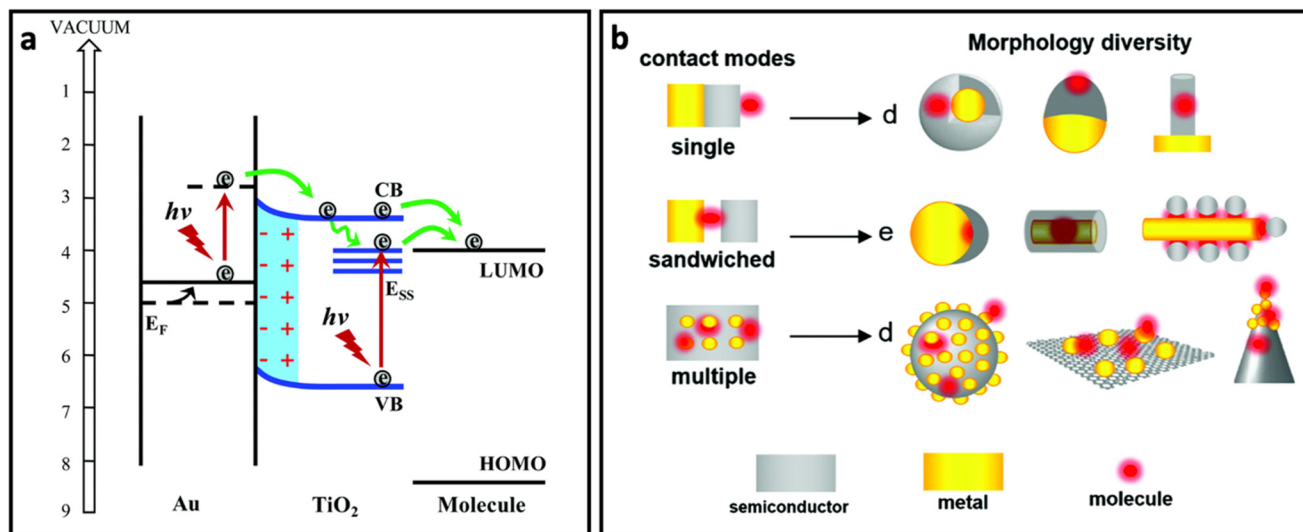 a
VACUUM
1
2
3
4
5
6
7
8
9
hν
e
e
E_F
- +
- +
- +
- +
- +
e
e
CB
e
E_SS
hν
e
VB
e
LUMO
HOMO
Au
TiO₂
Molecule
b
contact modes
Morphology diversity
single
d
sandwiched
e
multiple
d
semiconductor
metal
molecule